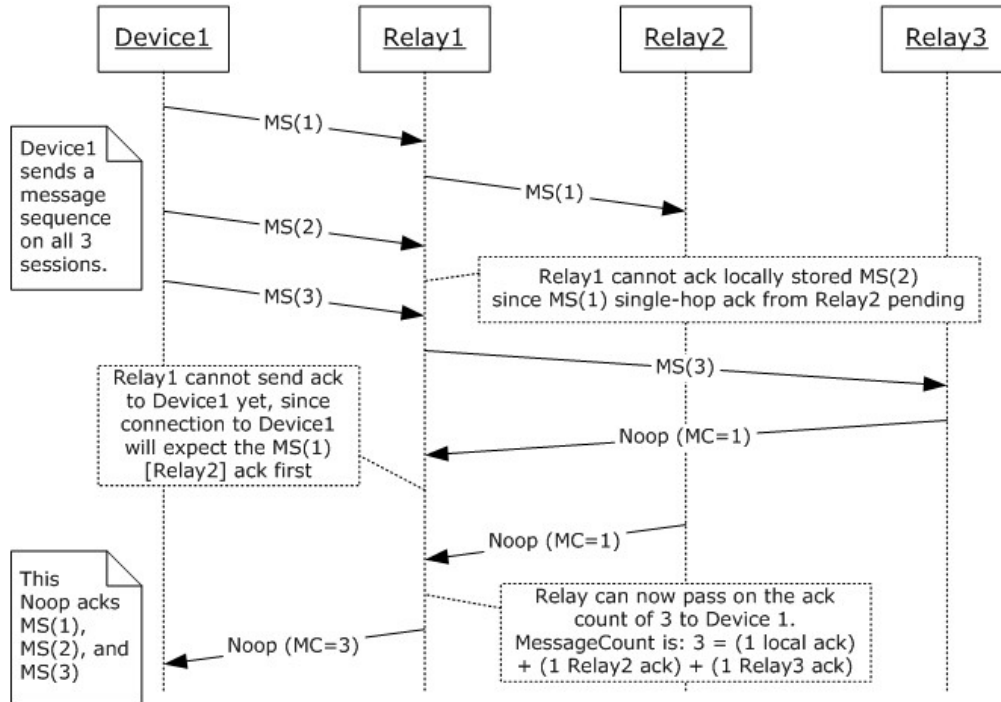 Device1
Relay1
Relay2
Relay3
MS(1)
Device1
sends a
message
sequence
on all 3
sessions.
MS(1)
MS(2)
Relay1 cannot ack locally stored MS(2)
since MS(1) single-hop ack from Relay2 pending
MS(3)
MS(3)
Relay1 cannot send ack
to Device1 yet, since
connection to Device1
will expect the MS(1)
[Relay2] ack first
Noop (MC=1)
Noop (MC=1)
This
Noop acks
MS(1),
MS(2), and
MS(3)
Relay can now pass on the ack
count of 3 to Device 1.
MessageCount is: 3 = (1 local ack)
+ (1 Relay2 ack) + (1 Relay3 ack)
Noop (MC=3)